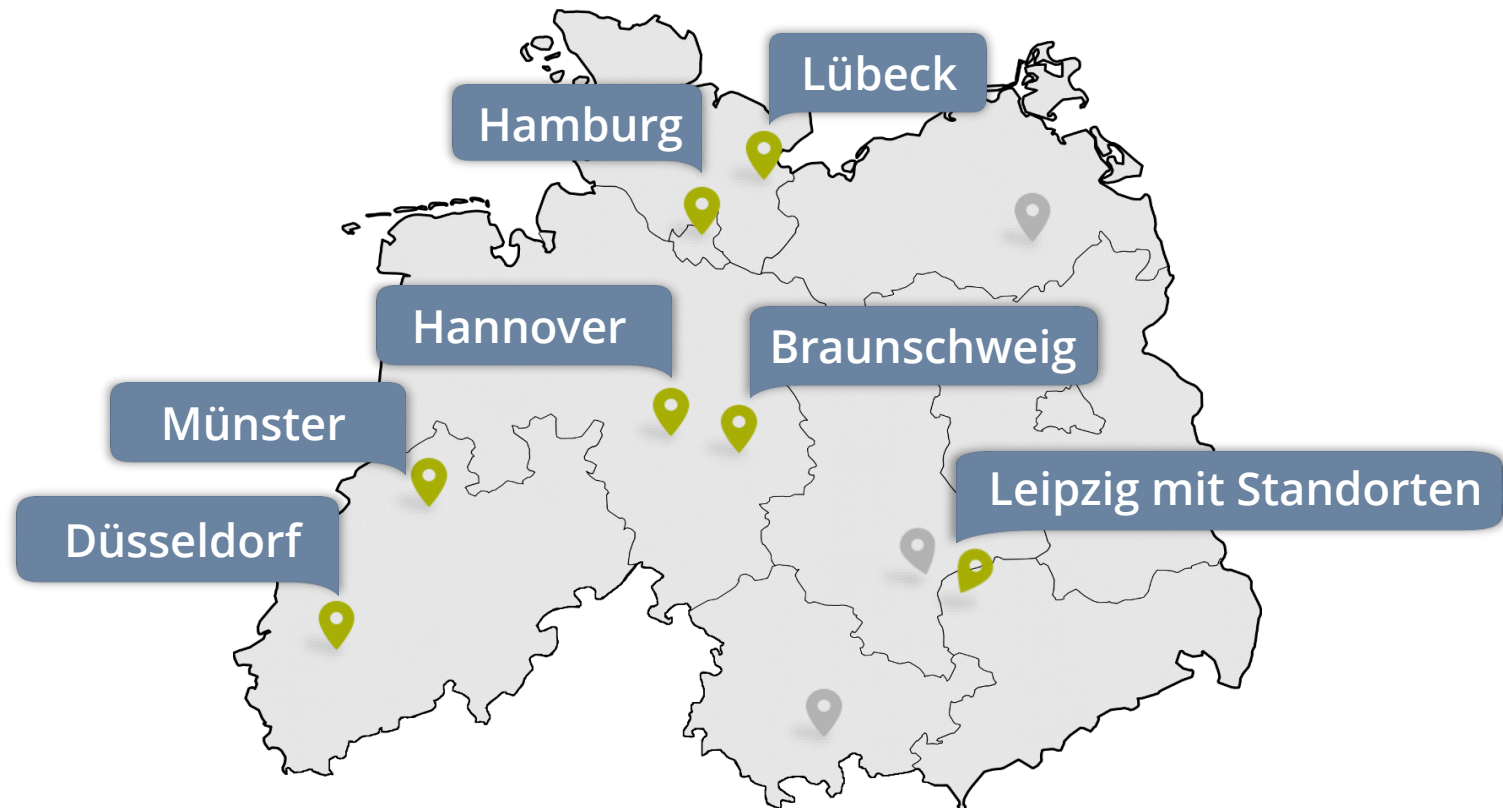 Lübeck
Hamburg
Hannover
Braunschweig
Münster
Leipzig mit Standorten
Düsseldorf